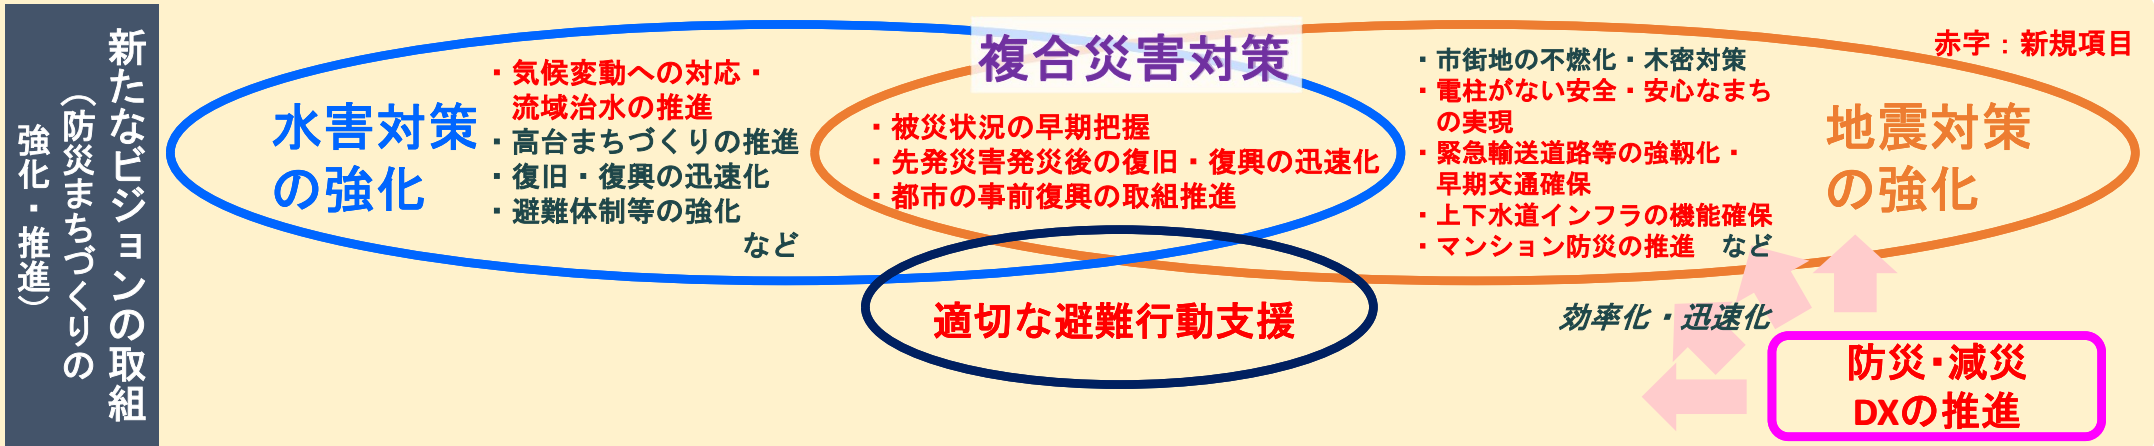 新たなビジョンの取組
（防災まちづくりの
強化・推進）
水害対策
の強化
・気候変動への対応・
流域治水の推進
・高台まちづくりの推進
・復旧・復興の迅速化
・避難体制等の強化
など
複合災害対策
・被災状況の早期把握
・先発災害発災後の復旧・復興の迅速化
・都市の事前復興の取組推進
適切な避難行動支援
赤字：新規項目
・市街地の不燃化・木密対策
・電柱がない安全・安心なまち
の実現
・緊急輸送道路等の強靱化・
早期交通確保
・上下水道インフラの機能確保
・マンション防災の推進　など
地震対策
の強化
効率化・迅速化
防災・減災
DXの推進